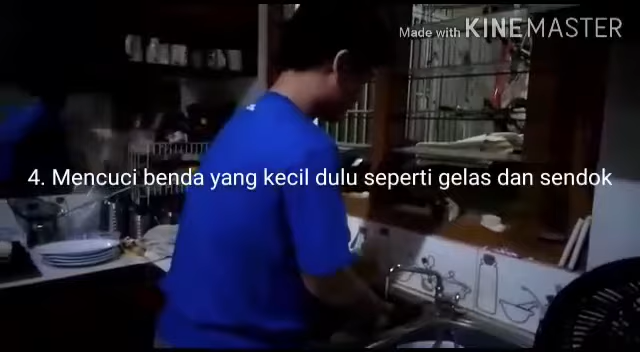 Made with KINEMASTER
4. Mencuci benda yang kecil dulu seperti gelas dan sendok